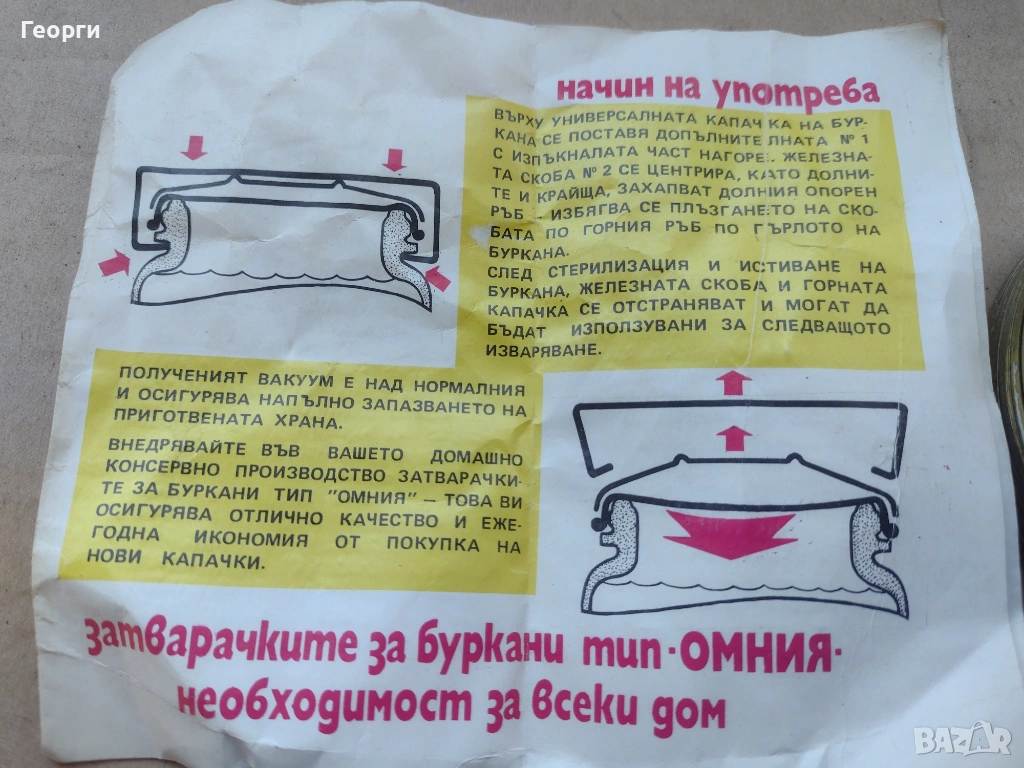 Георги
начин на употреба
ВЪРХУ УНИВЕРСАЛНАТА КАПАЧКА НА БУР-
КАНА СЕ ПОСТАВЯ ДОПЪЛНИТЕЛНАТА №1
С ИЗПЪКНАЛАТА ЧАСТ НАГОРЕ. ЖЕЛЕЗНА-
ТА СКОБА №2 СЕ ЦЕНТРИРА, КАТО ДОЛНИ-
ТЕ И КРАЙЩА, ЗАХАПВАТ ДОЛНИЯ ОПОРЕН
РЪБ – ИЗБЯГВА СЕ ПЛЪЗГАНЕТО НА СКО-
БАТА ПО ГОРНИЯ РЪБ ПО ГЪРЛОТО НА
БУРКАНА.
СЛЕД СТЕРИЛИЗАЦИЯ И ИСТИВАНЕ НА
БУРКАНА, ЖЕЛЕЗНАТА СКОБА И ГОРНАТА
КАПАЧКА СЕ ОТСТРАНЯВАТ И МОГАТ ДА
БЪДАТ ИЗПОЛЗУВАНИ ЗА СЛЕДВАЩОТО
ИЗВАРЯВАНЕ.
ПОЛУЧЕНИЯТ ВАКУУМ Е НАД НОРМАЛНИЯ
И ОСИГУРЯВА НАПЪЛНО ЗАПАЗВАНЕТО НА
ПРИГОТВЕНАТА ХРАНА.
ВНЕДРЯВАЙТЕ ВЪВ ВАШЕТО ДОМАШНО
КОНСЕРВНО ПРОИЗВОДСТВО ЗАТВАРАЧКИ-
ТЕ ЗА БУРКАНИ ТИП "ОМНИЯ" – ТОВА ВИ
ОСИГУРЯВА ОТЛИЧНО КАЧЕСТВО И ЕЖЕ-
ГОДНА ИКОНОМИЯ ОТ ПОКУПКА НА
НОВИ КАПАЧКИ.
затварачките за буркани тип · ОМНИЯ ·
необходимост за всеки дом
BAZAR